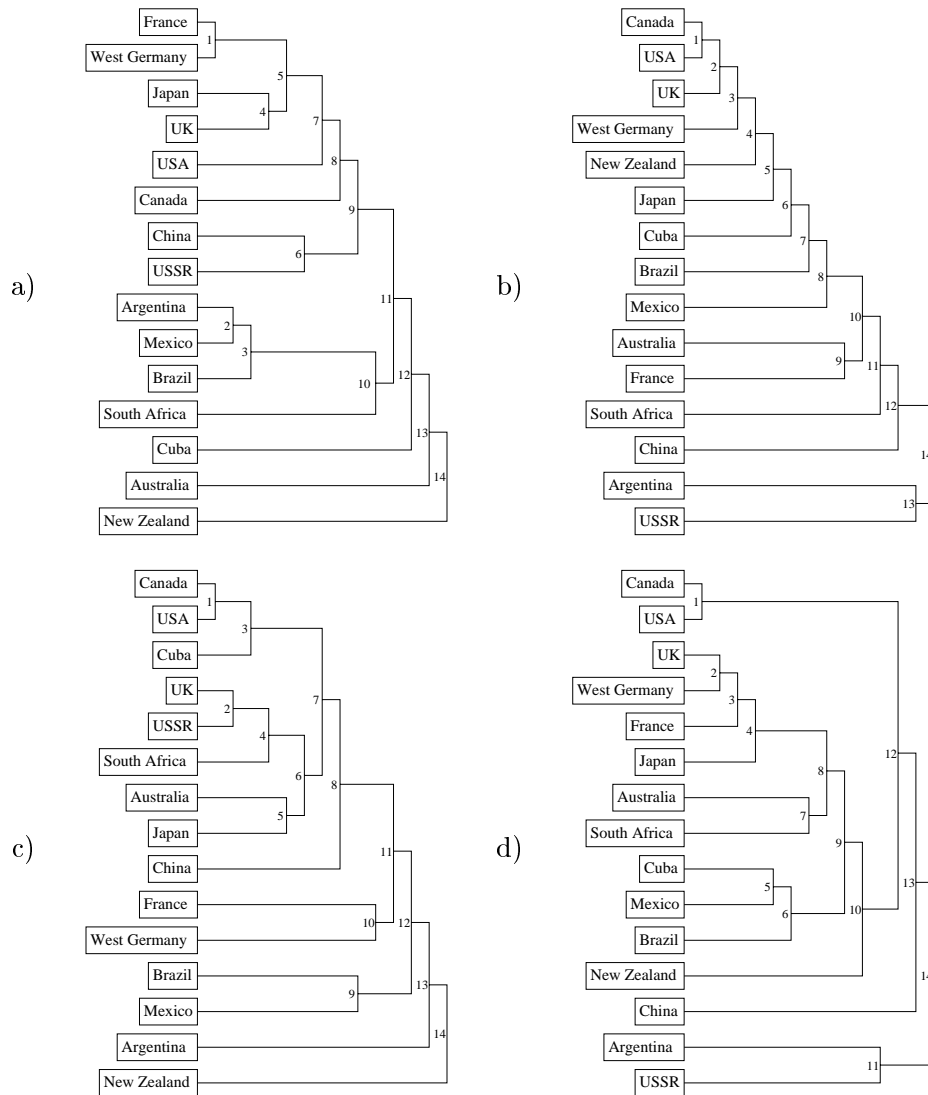 a)
France
West Germany
Japan
UK
USA
Canada
China
USSR
Argentina
Mexico
Brazil
South Africa
Cuba
Australia
New Zealand
1
5
4
7
8
9
6
11
2
3
10
12
13
14
b)
Canada
USA
UK
West Germany
New Zealand
Japan
Cuba
Brazil
Mexico
Australia
France
South Africa
China
Argentina
USSR
1
2
3
4
5
6
7
8
10
9
11
12
14
13
c)
Canada
USA
Cuba
UK
USSR
South Africa
Australia
Japan
China
France
West Germany
Brazil
Mexico
Argentina
New Zealand
1
3
2
7
4
6
8
5
11
10
12
9
13
14
d)
Canada
USA
UK
West Germany
France
Japan
Australia
South Africa
Cuba
Mexico
Brazil
New Zealand
China
Argentina
USSR
1
2
3
4
12
8
7
9
13
5
10
6
14
11